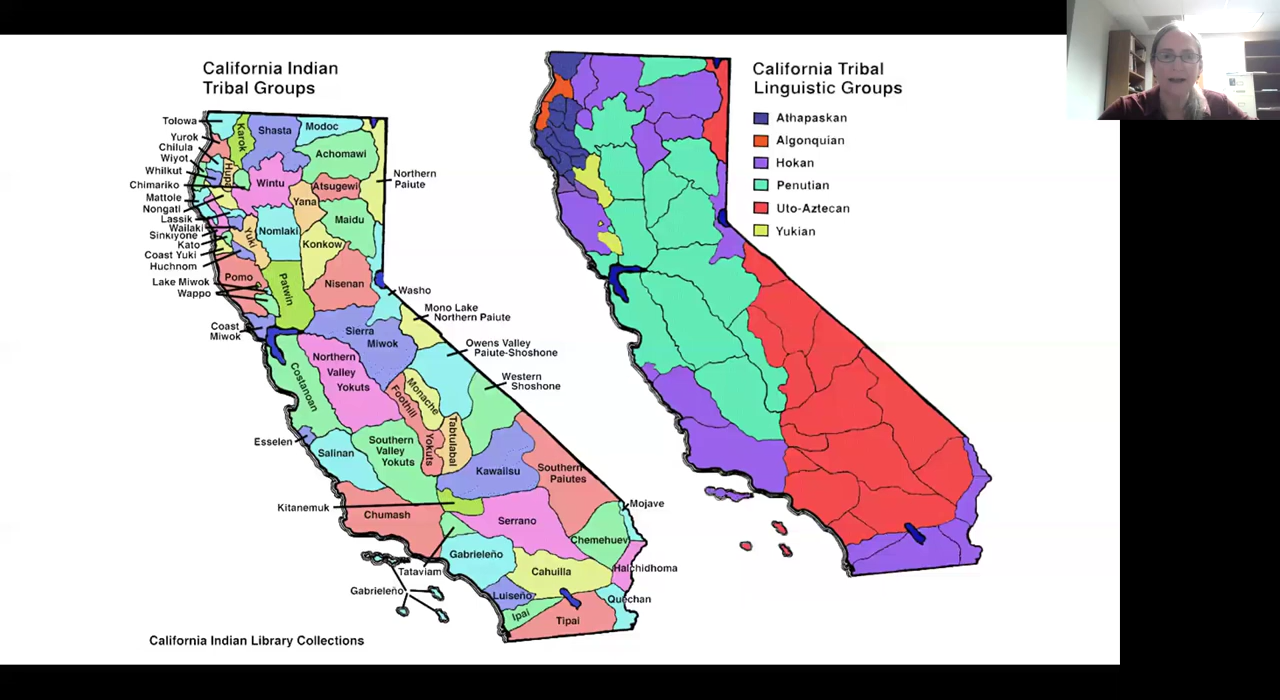 California Indian
Tribal Groups
Tolowa
Yurok
Chilula
Wiyot
Whilkut
Chimariko
Mattole
Nongatl
Lassik
Wailaki
Sinkiyone
Kato
Coast Yuki
Huchnom
Lake Miwok
Wappo
Coast
Miwok
Karok
Shasta
Modoc
Achomawi
Northern
Paiute
Hupa
Wintu
Atsugewi
Yana
Maidu
Nomlaki
Konkow
Yuki
Pomo
Patwin
Nisenan
Washo
Mono Lake
Northern Paiute
Sierra
Miwok
Owens Valley
Paiute-Shoshone
Western
Shoshone
Northern
Valley
Yokuts
Costanoan
Monache
Foothill
Yokuts
Tabtulabal
Esselen
Salinan
Southern
Valley
Yokuts
Kawaiisu
Southern
Paiutes
Kitanemuk
Chumash
Serrano
Mojave
Chemehuev
Tataviam
Gabrieleño
Gabrieleño
Cahuilla
Halchidhoma
Luiseño
Quechan
Ipai
Tipai
California Indian Library Collections
California Tribal
Linguistic Groups
Athapaskan
Algonquian
Hokan
Penutian
Uto-Aztecan
Yukian